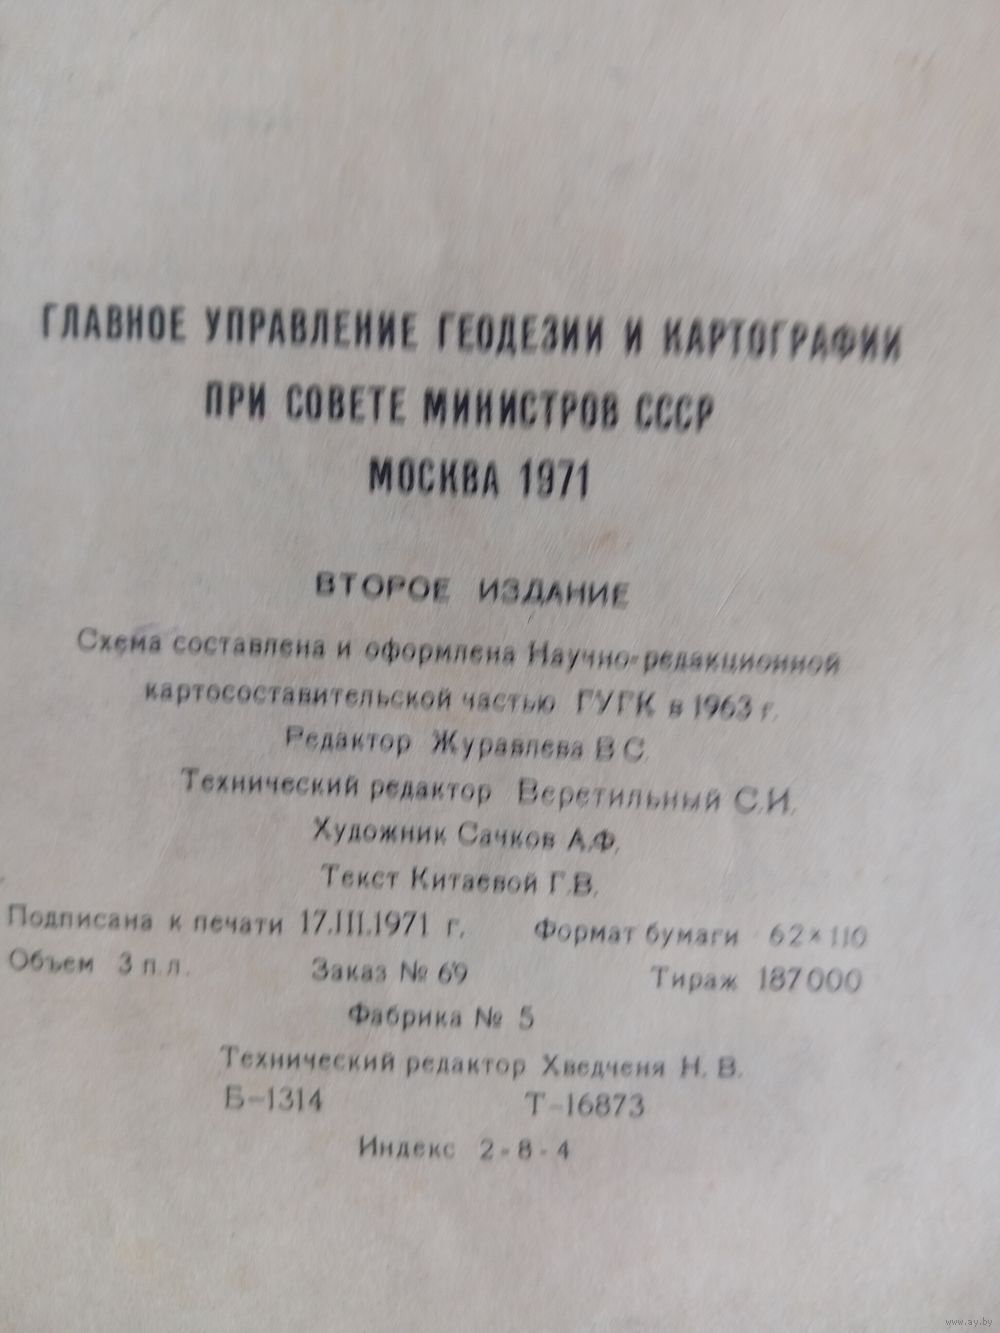 ГЛАВНОЕ УПРАВЛЕНИЕ ГЕОДЕЗИИ И КАРТОГРАФИИ
ПРИ СОВЕТЕ МИНИСТРОВ СССР
МОСКВА 1971
ВТОРОЕ ИЗДАНИЕ
Схема составлена и оформлена Научно-редакционной
картосоставительской частью ГУГК в 1963 г.
Редактор Журавлева В С.
Технический редактор Веретильный С.И.
Художник Сачков А.Ф.
Текст Китаевой Г.В.
Подписана к печати 17.III.1971 г. Формат бумаги 62×110
Объем 3 п.л. Заказ № 69 Тираж 187000
Фабрика № 5
Технический редактор Хведченя Н. В.
Б-1314 Т-16873
Индекс 2-8-4
www.ay.by